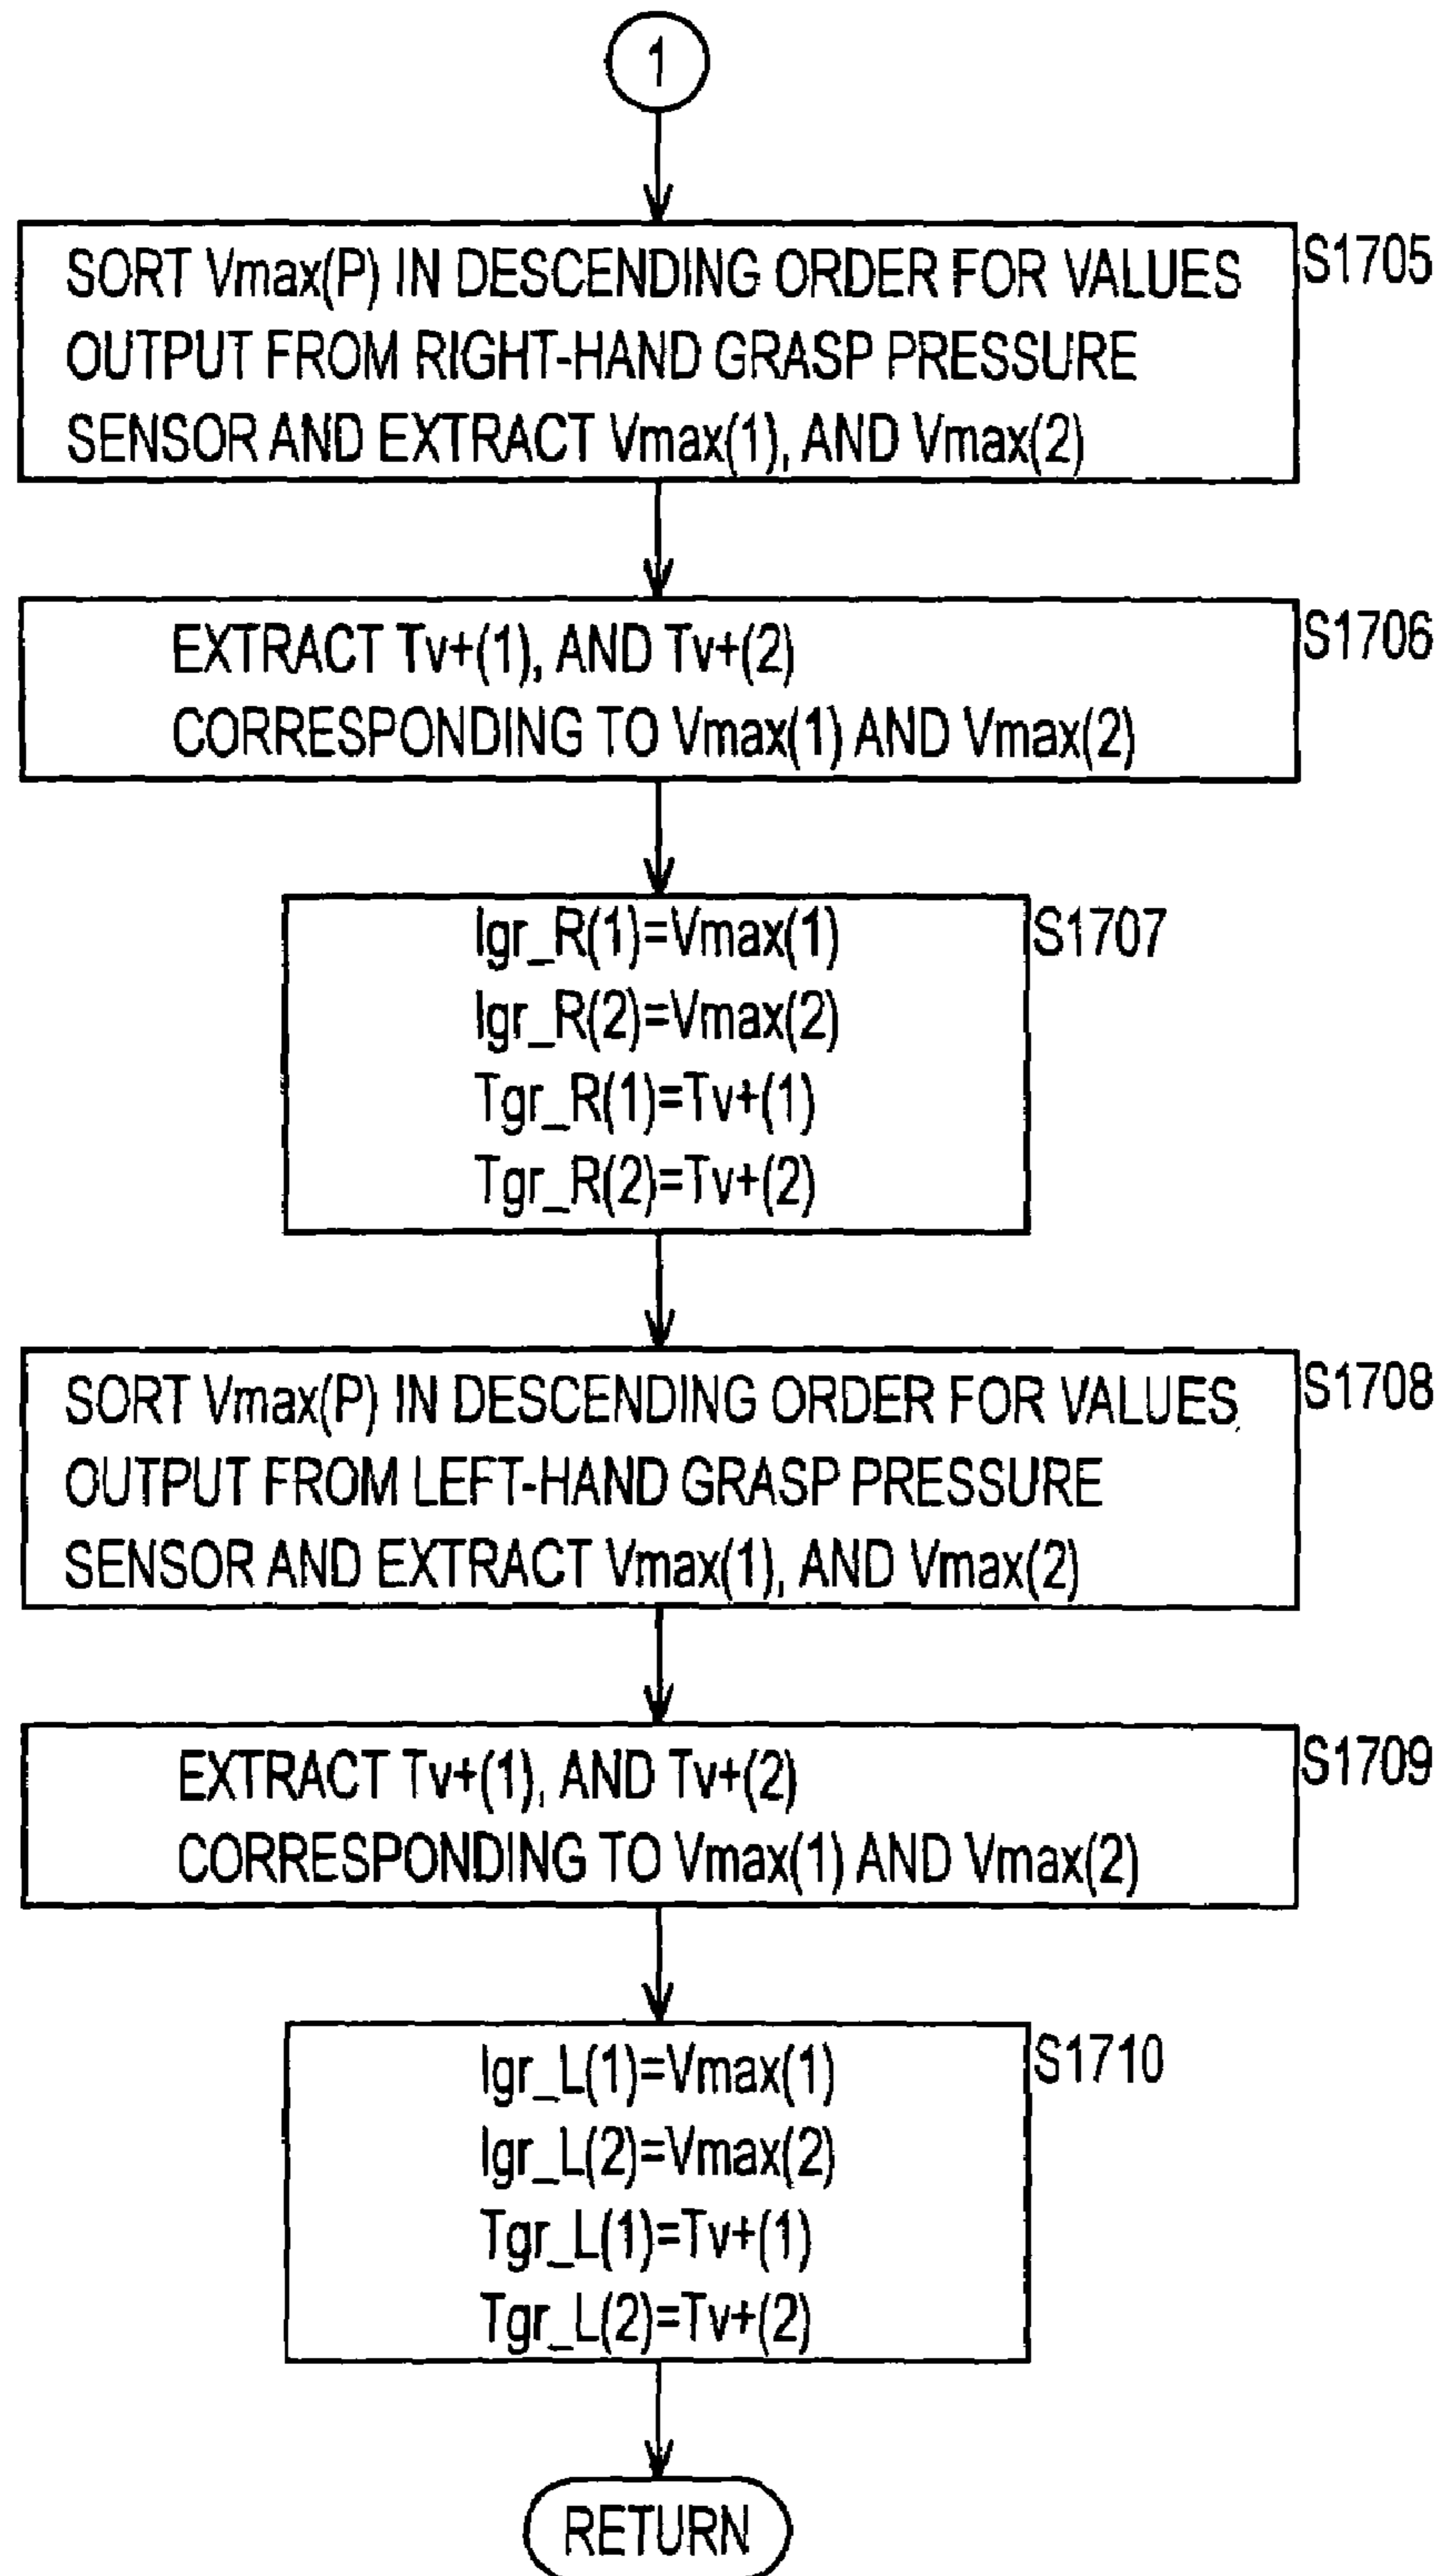 1
SORT Vmax(P) IN DESCENDING ORDER FOR VALUES
OUTPUT FROM RIGHT-HAND GRASP PRESSURE
SENSOR AND EXTRACT Vmax(1), AND Vmax(2)
S1705
EXTRACT Tv+(1), AND Tv+(2)
CORRESPONDING TO Vmax(1) AND Vmax(2)
S1706
Igr_R(1)=Vmax(1)
Igr_R(2)=Vmax(2)
Tgr_R(1)=Tv+(1)
Tgr_R(2)=Tv+(2)
S1707
SORT Vmax(P) IN DESCENDING ORDER FOR VALUES
OUTPUT FROM LEFT-HAND GRASP PRESSURE
SENSOR AND EXTRACT Vmax(1), AND Vmax(2)
S1708
EXTRACT Tv+(1), AND Tv+(2)
CORRESPONDING TO Vmax(1) AND Vmax(2)
S1709
Igr_L(1)=Vmax(1)
Igr_L(2)=Vmax(2)
Tgr_L(1)=Tv+(1)
Tgr_L(2)=Tv+(2)
S1710
RETURN